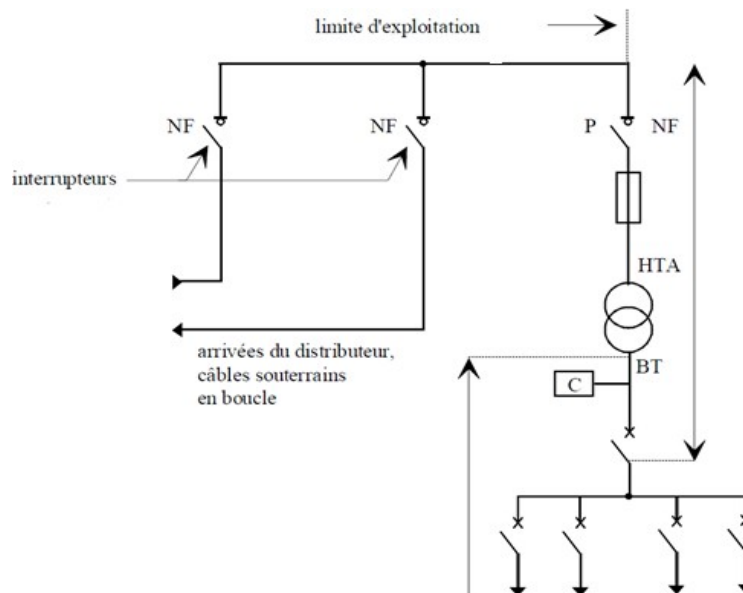 limite d'exploitation
NF
NF
P
NF
interrupteurs
HTA
arrivées du distributeur,
câbles souterrains
en boucle
BT
C